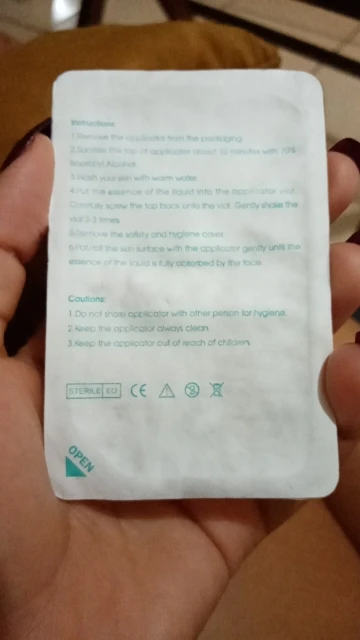 Instructions:
1.Remove the applicator from the packaging.
2.Sanitize the top of applicator about 10 minutes with 70%
Isopropyl Alcohol.
3.Wash your skin with warm water.
4.Put the essence of the liquid into the applicator vial.
Carefully screw the top back onto the vial. Gently shake the
vial 2-3 times.
5.Remove the safety and hygiene cover.
6.Pat/roll the skin surface with the applicator gently until the
essence of the liquid is fully absorbed by the face.
Cautions:
1.Do not share applicator with other person for hygiene.
2.Keep the applicator always clean.
3.Keep the applicator out of reach of children.
STERILE EO CE
OPEN